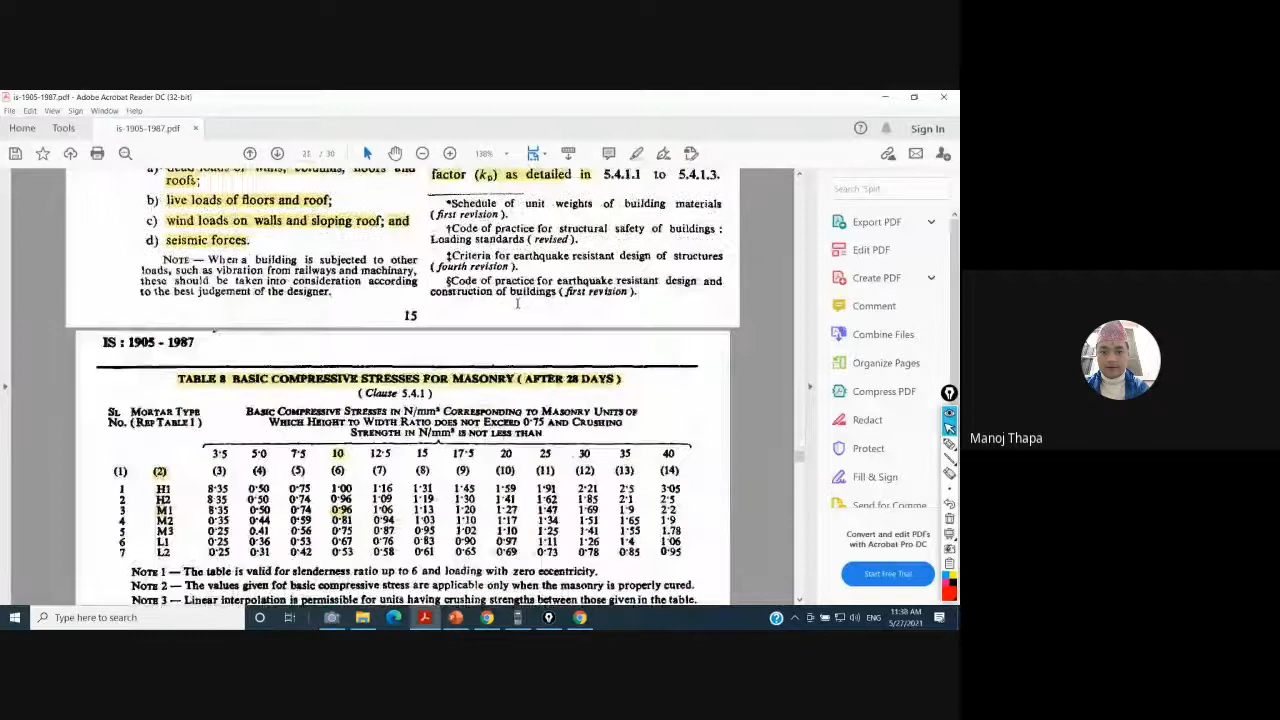 is-1905-1987.pdf - Adobe Acrobat Reader DC (32-bit)
File Edit View Sign Window Help
Home Tools is-1905-1987.pdf × Sign In
21 / 30 138%
a) dead loads of walls, columns, floors and
roofs;
b) live loads of floors and roof;
c) wind loads on walls and sloping roof; and
d) seismic forces.
NOTE — When a building is subjected to other
loads, such as vibration from railways and machinery,
these should be taken into consideration according
to the best judgement of the designer.
factor (kp) as detailed in 5.4.1.1 to 5.4.1.3.
*Schedule of unit weights of building materials
(first revision).
†Code of practice for structural safety of buildings :
Loading standards ( revised ).
‡Criteria for earthquake resistant design of structures
(fourth revision ).
§Code of practice for earthquake resistant design and
construction of buildings ( first revision ).
15
IS : 1905 - 1987
TABLE 8 BASIC COMPRESSIVE STRESSES FOR MASONRY ( AFTER 28 DAYS )
( Clause 5.4.1 )
SL MORTAR TYPE BASIC COMPRESSIVE STRESSES IN N/mm² CORRESPONDING TO MASONRY UNITS OF
No. (REF TABLE 1 ) WHICH HEIGHT TO WIDTH RATIO DOES NOT EXCEED 0·75 AND CRUSHING
STRENGTH IN N/mm² IS NOT LESS THAN
3·5 5·0 7·5 10 12·5 15 17·5 20 25 30 35 40
(1) (2) (3) (4) (5) (6) (7) (8) (9) (10) (11) (12) (13) (14)
1 H1 8·35 0·50 0·75 1·00 1·16 1·31 1·45 1·59 1·91 2·21 2·5 3·05
2 H2 8·35 0·50 0·74 0·96 1·09 1·19 1·30 1·41 1·62 1·85 2·1 2·5
3 M1 8·35 0·50 0·74 0·96 1·06 1·13 1·20 1·27 1·47 1·69 1·9 2·2
4 M2 0·35 0·44 0·59 0·81 0·94 1·03 1·10 1·17 1·34 1·51 1·65 1·9
5 M3 0·25 0·41 0·56 0·75 0·87 0·95 1·02 1·10 1·25 1·41 1·55 1.78
6 L1 0·25 0·36 0·53 0·67 0·76 0·83 0·90 0·97 1·11 1·26 1·4 1·06
7 L2 0·25 0·31 0·42 0·53 0·58 0·61 0·65 0·69 0·73 0·78 0·85 0·95
NOTE 1 — The table is valid for slenderness ratio up to 6 and loading with zero eccentricity.
NOTE 2 — The values given for basic compressive stress are applicable only when the masonry is properly cured.
NOTE 3 — Linear interpolation is permissible for units having crushing strengths between those given in the table.
Search 'Split'
Export PDF
Edit PDF
Create PDF
Comment
Combine Files
Organize Pages
Compress PDF
Redact
Protect
Fill & Sign
Send for Comme
Convert and edit PDFs
with Acrobat Pro DC
Start Free Trial
Manoj Thapa
Type here to search
ENG
11:38 AM
5/27/2021